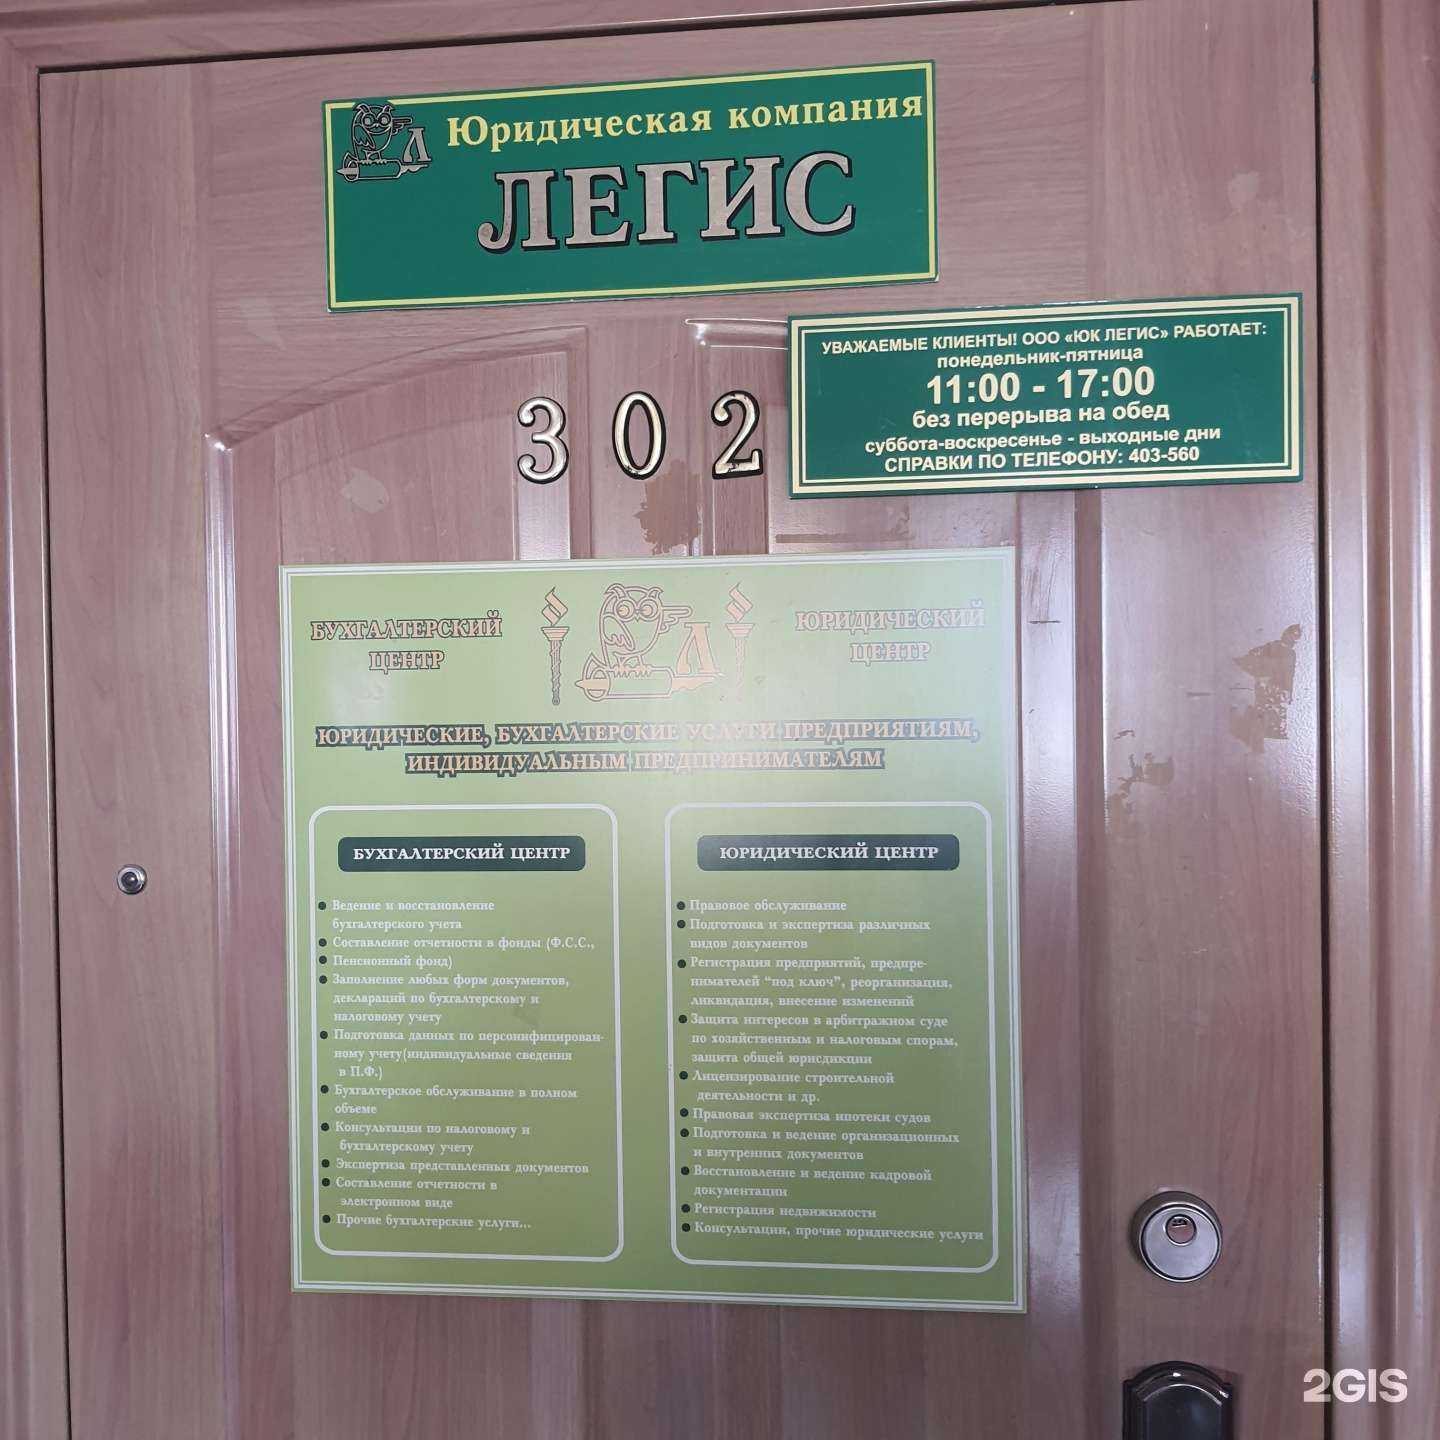 Л
Юридическая компания
ЛЕГИС
УВАЖАЕМЫЕ КЛИЕНТЫ! ООО «ЮК ЛЕГИС» РАБОТАЕТ:
понедельник-пятница
11:00 - 17:00
без перерыва на обед
суббота-воскресенье - выходные дни
СПРАВКИ ПО ТЕЛЕФОНУ: 403-560
302
БУХГАЛТЕРСКИЙ
ЦЕНТР
Л
ЮРИДИЧЕСКИЙ
ЦЕНТР
ЮРИДИЧЕСКИЕ, БУХГАЛТЕРСКИЕ УСЛУГИ ПРЕДПРИЯТИЯМ,
ИНДИВИДУАЛЬНЫМ ПРЕДПРИНИМАТЕЛЯМ
БУХГАЛТЕРСКИЙ ЦЕНТР
• Ведение и восстановление
бухгалтерского учета
• Составление отчетности в фонды (Ф.С.С.,
• Пенсионный фонд)
• Заполнение любых форм документов,
деклараций по бухгалтерскому и
налоговому учету
• Подготовка данных по персонифицирован-
ному учету(индивидуальные сведения
в П.Ф.)
• Бухгалтерское обслуживание в полном
объеме
• Консультации по налоговому и
бухгалтерскому учету
• Экспертиза представленных документов
• Составление отчетности в
электронном виде
• Прочие бухгалтерские услуги...
ЮРИДИЧЕСКИЙ ЦЕНТР
• Правовое обслуживание
• Подготовка и экспертиза различных
видов документов
• Регистрация предприятий, предпре-
нимателей “под ключ”, реорганизация,
ликвидация, внесение изменений
• Защита интересов в арбитражном суде
по хозяйственным и налоговым спорам,
защита общей юрисдикции
• Лицензирование строительной
деятельности и др.
• Правовая экспертиза ипотеки судов
• Подготовка и ведение организационных
и внутренних документов
• Восстановление и ведение кадровой
документации
• Регистрация недвижимости
• Консультации, прочие юридические услуги
2GIS